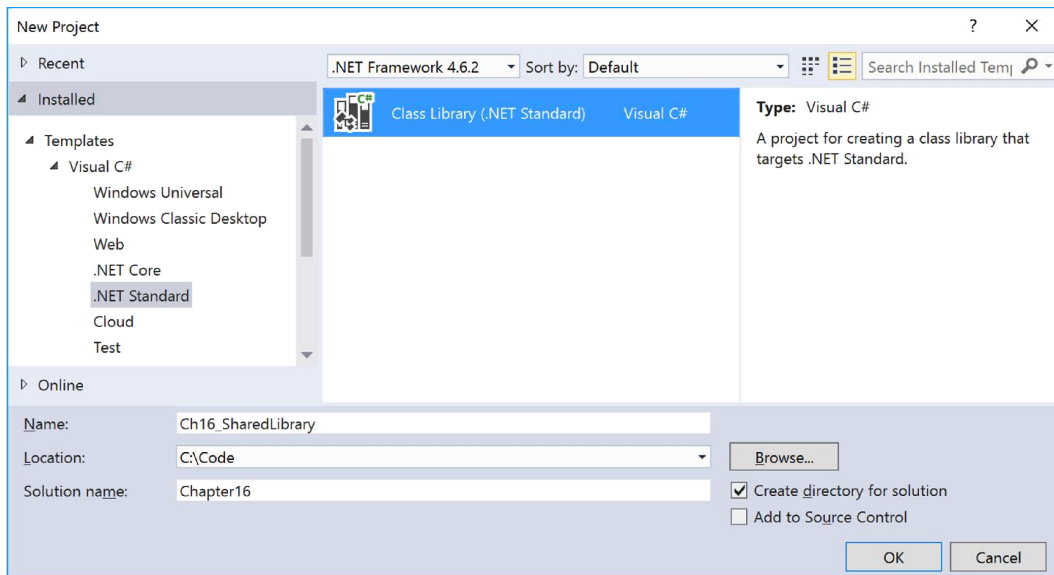 New Project
?
Recent
.NET Framework 4.6.2
Sort by: Default
Search Installed Temp
Installed
Templates
Visual C#
Windows Universal
Windows Classic Desktop
Web
.NET Core
.NET Standard
Cloud
Test
Online
C#
Class Library (.NET Standard)
Visual C#
Type: Visual C#
A project for creating a class library that
targets .NET Standard.
Name:
Ch16_SharedLibrary
Location:
C:\Code
Browse...
Solution name:
Chapter16
Create directory for solution
Add to Source Control
OK
Cancel